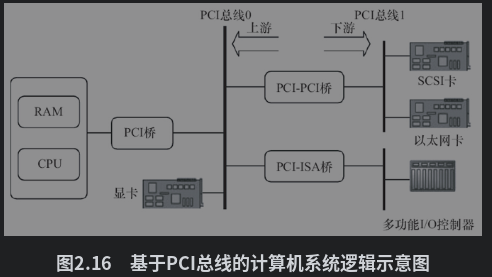 PCI总线0
PCI总线1
上游
下游
SCSI卡
RAM
PCI-PCI桥
PCI桥
以太网卡
CPU
PCI-ISA桥
显卡
多功能I/O控制器
图2.16 基于PCI总线的计算机系统逻辑示意图